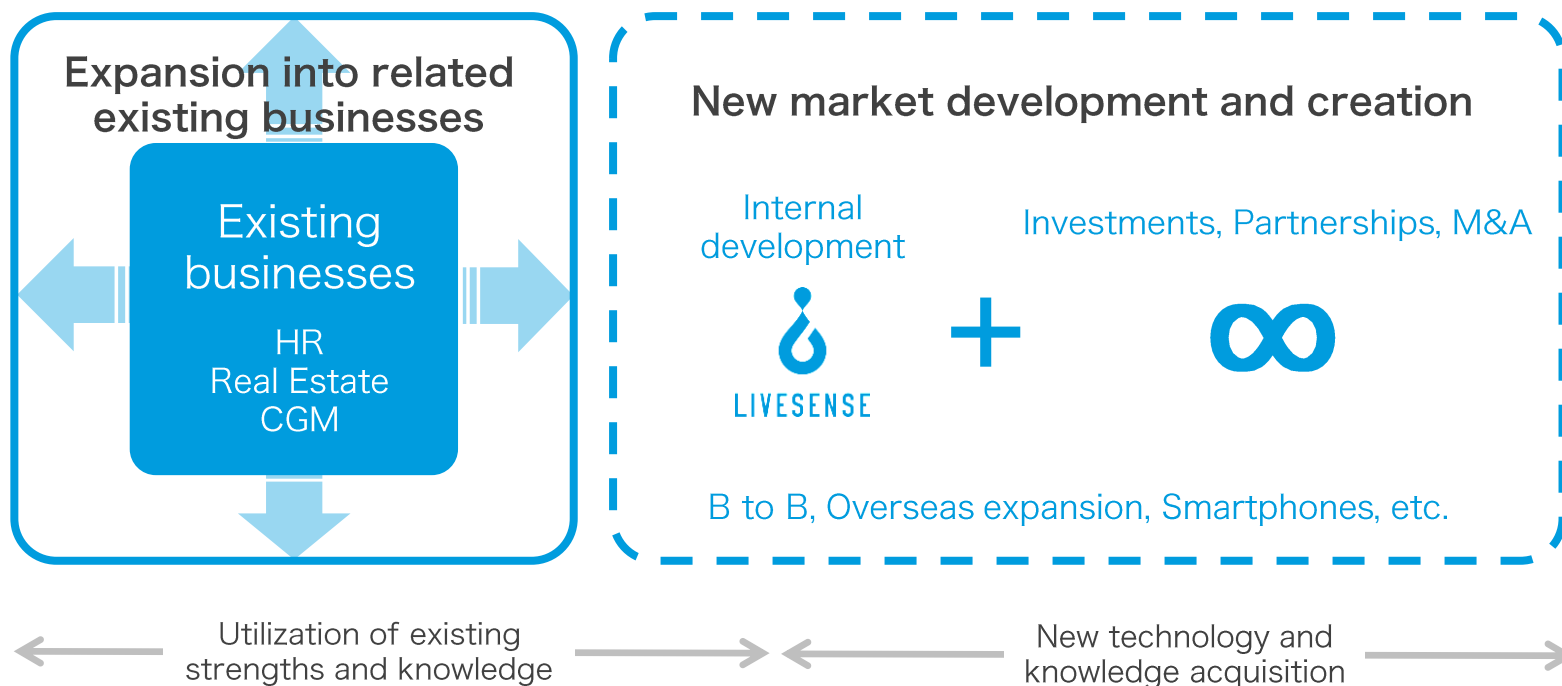 Expansion into related
existing businesses
Existing
businesses
HR
Real Estate
CGM
New market development and creation
Internal
development
Investments, Partnerships, M&A
+
∞
LIVESENSE
B to B, Overseas expansion, Smartphones, etc.
Utilization of existing
strengths and knowledge
New technology and
knowledge acquisition